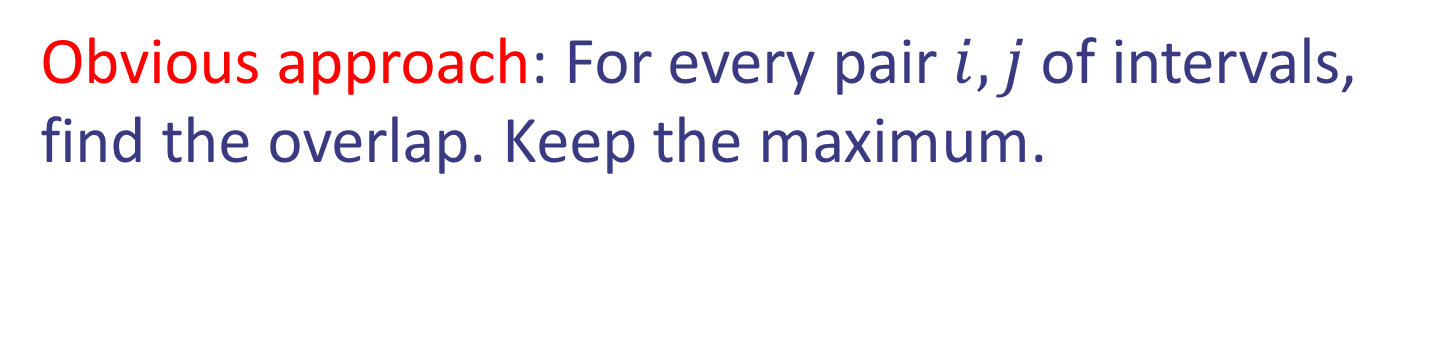 Obvious approach: For every pair i, j of intervals,
find the overlap. Keep the maximum.